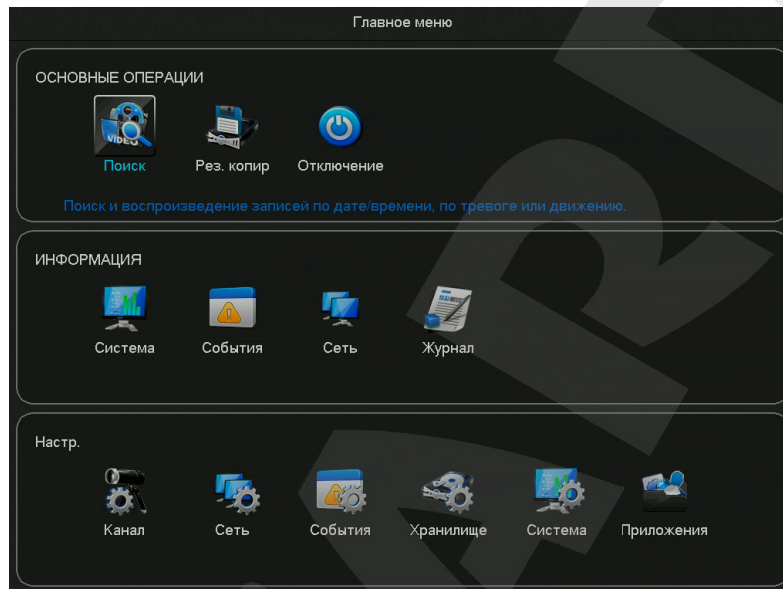 Главное меню
ОСНОВНЫЕ ОПЕРАЦИИ
VIDEO
Поиск
Рез. копир
Отключение
Поиск и воспроизведение записей по дате/времени, по тревоге или движению.
ИНФОРМАЦИЯ
Система
События
Сеть
Журнал
Настр.
Канал
Сеть
События
Хранилище
Система
Приложения